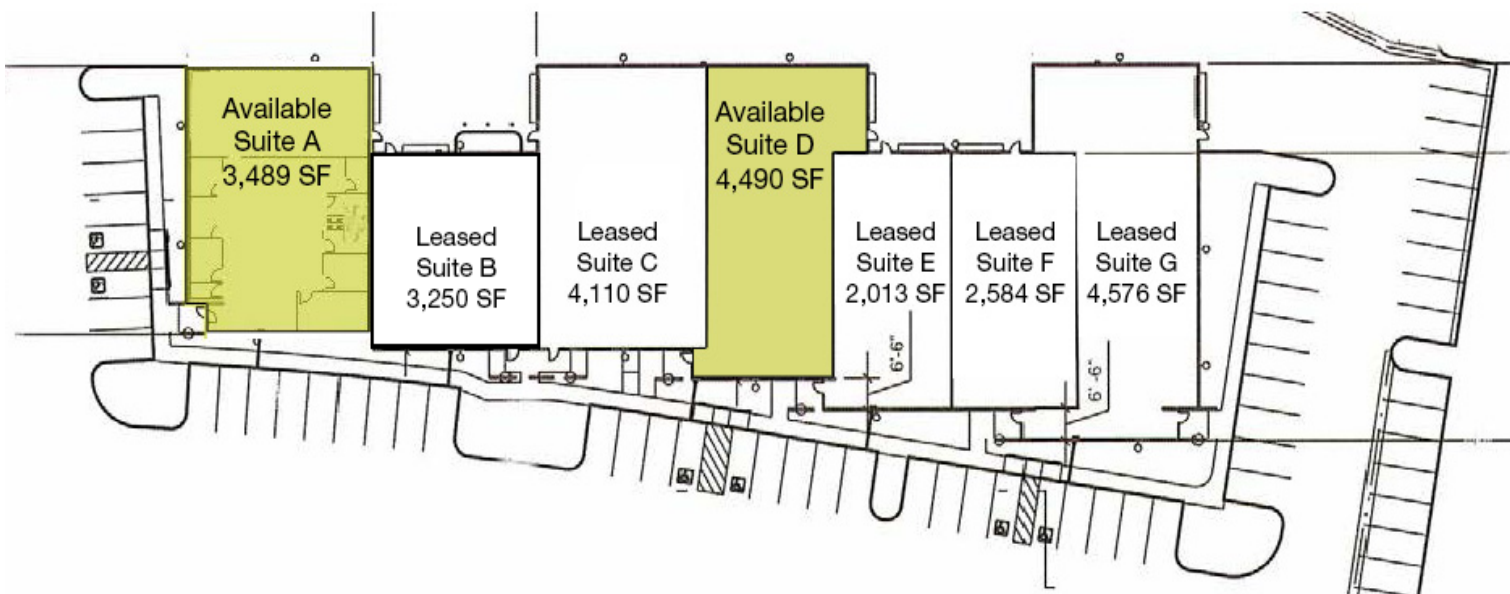 Available
Suite A
3,489 SF
Leased
Suite B
3,250 SF
Leased
Suite C
4,110 SF
Available
Suite D
4,490 SF
Leased
Suite E
2,013 SF
Leased
Suite F
2,584 SF
Leased
Suite G
4,576 SF
6'-6"
6'-6"